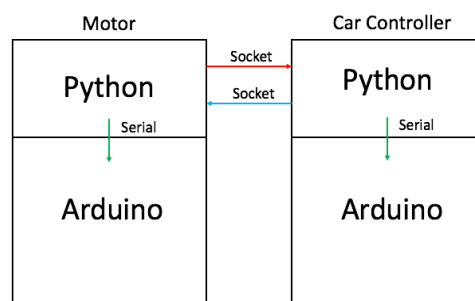 Motor
Car Controller
Socket
Python
Python
Socket
Serial
Serial
Arduino
Arduino